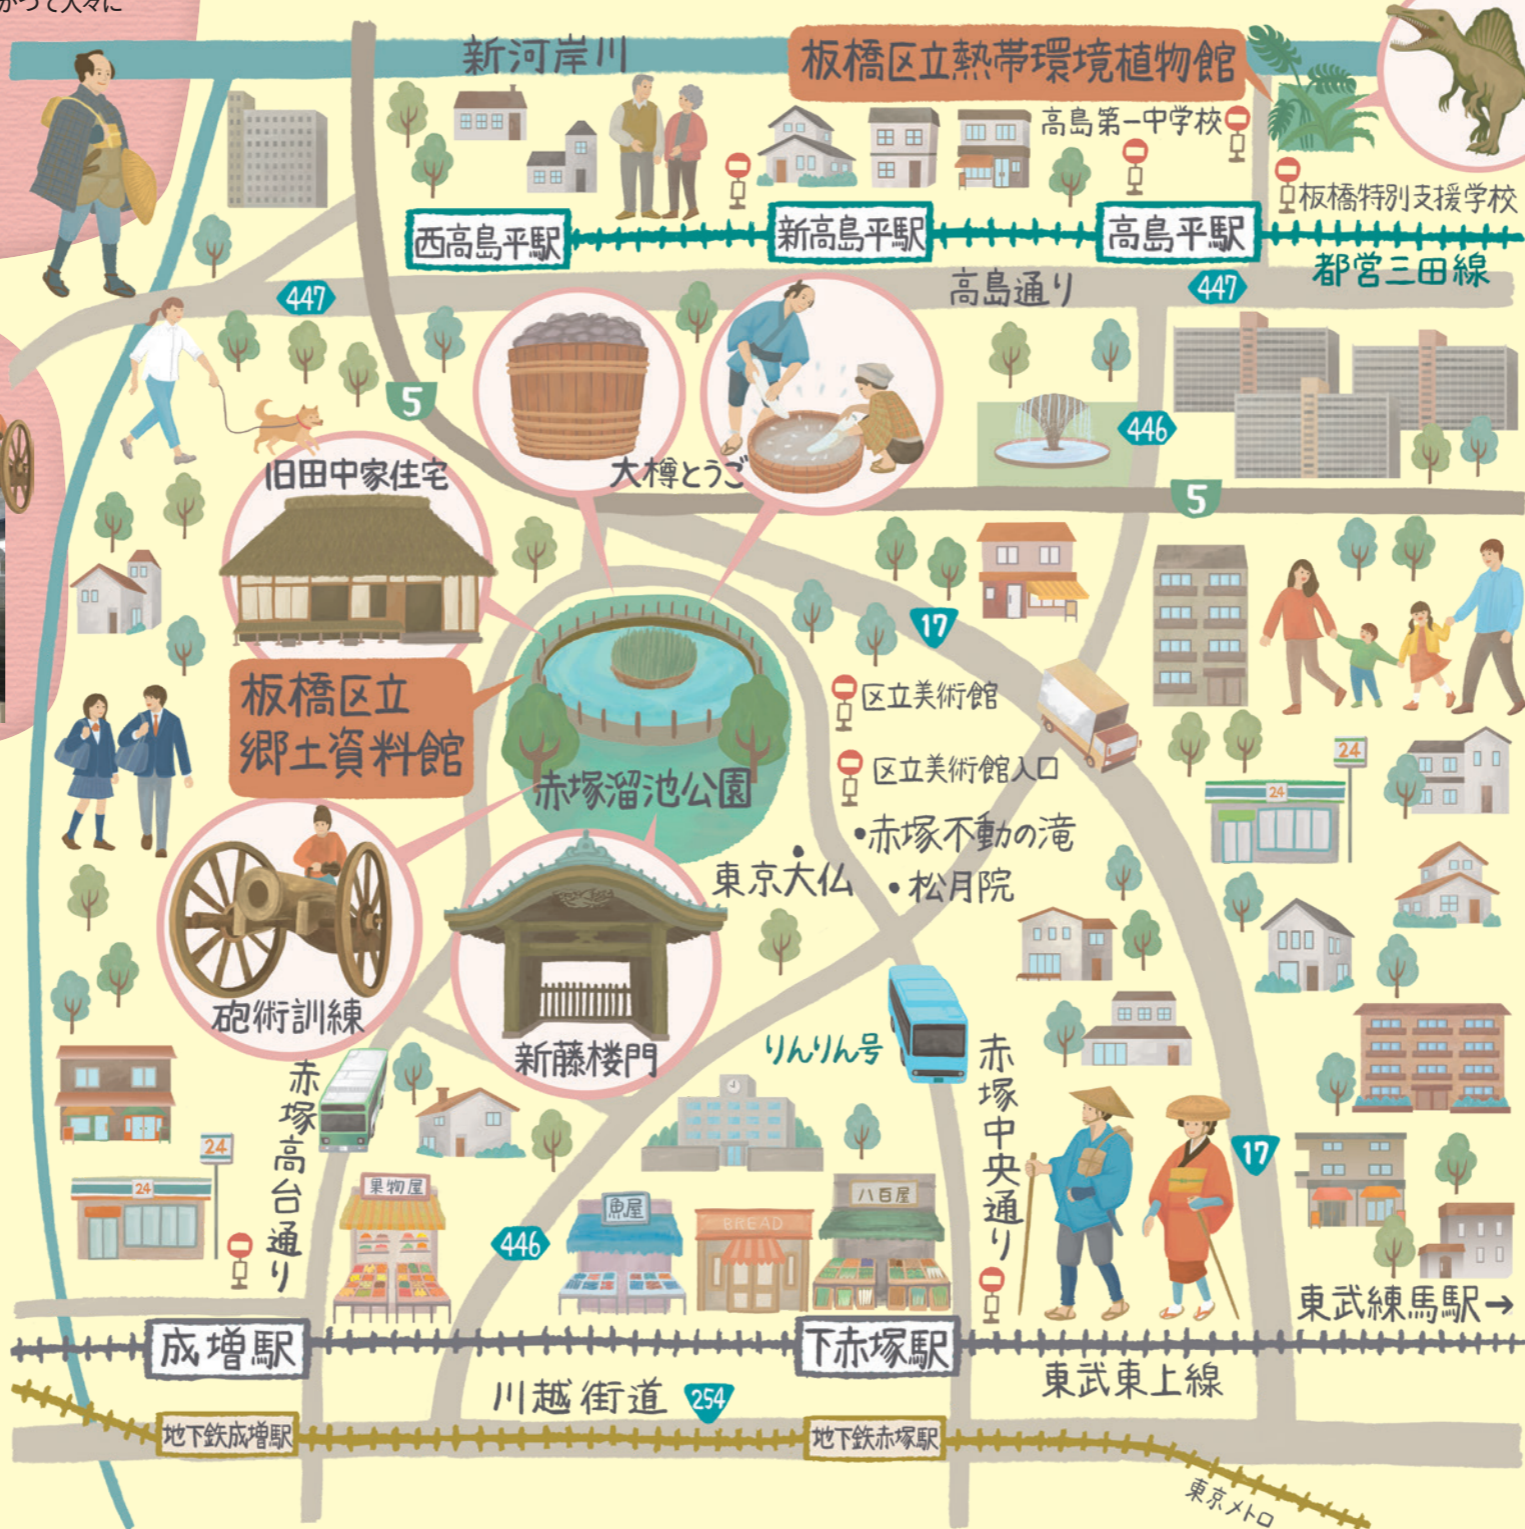 かつて人々に
新河岸川
板橋区立熱帯環境植物館
高島第一中学校
板橋特別支援学校
西高島平駅
新高島平駅
高島平駅
都営三田線
高島通り
447
447
5
446
大樽とうご
旧田中家住宅
5
17
板橋区立
郷土資料館
区立美術館
区立美術館入口
赤塚溜池公園
24
24
・赤塚不動の滝
東京大仏
・松月院
砲術訓練
新藤楼門
りんりん号
赤塚高台通り
赤塚中央通り
17
24
24
果物屋
魚屋
BREAD
八百屋
446
東武練馬駅→
成増駅
下赤塚駅
東武東上線
川越街道
254
地下鉄成増駅
地下鉄赤塚駅
東京メトロ